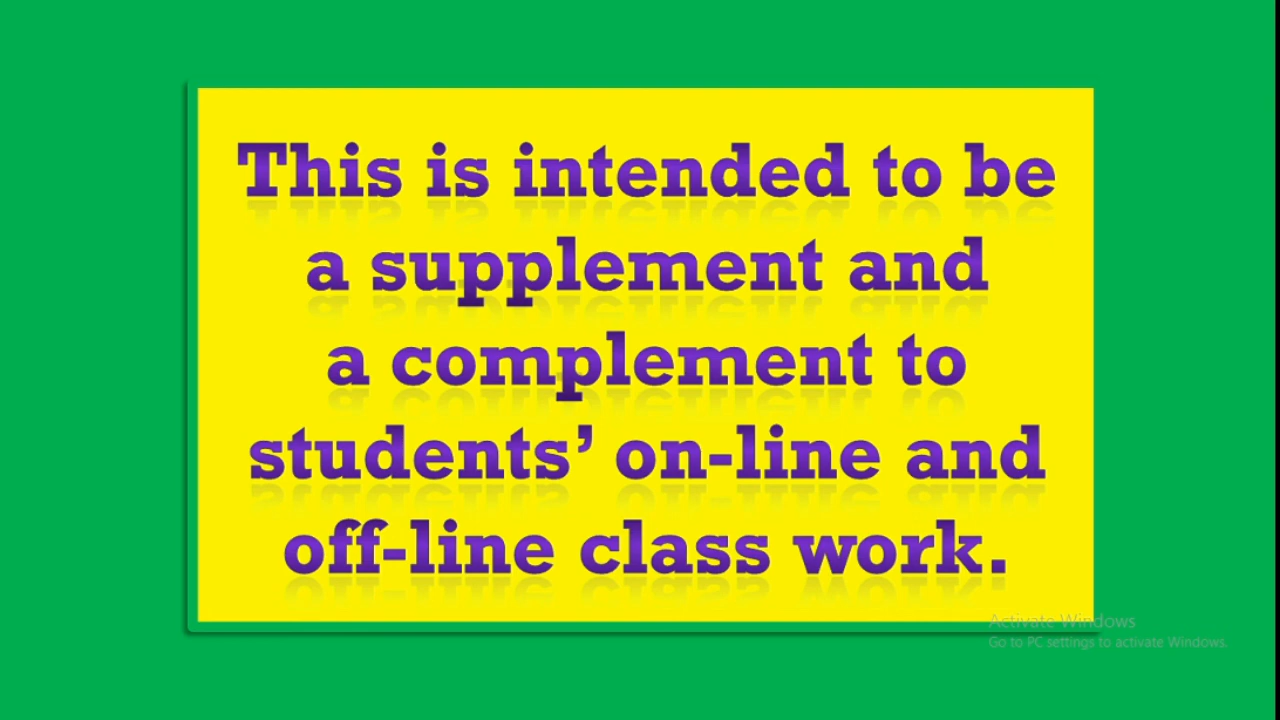 This is intended to be
a supplement and
a complement to
students’ on-line and
off-line class work.
Activate Windows
Go to PC settings to activate Windows.